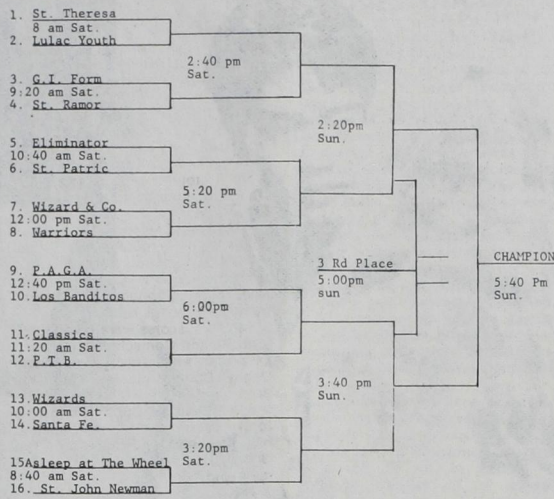 1. St. Theresa
8 am Sat.
2. Lulac Youth
2:40 pm
Sat.
3. G.I. Form
9:20 am Sat.
4. St. Ramor
2:20pm
Sun.
5. Eliminator
10:40 am Sat.
6. St. Patric
5:20 pm
Sat.
7. Wizard & Co.
12:00 pm Sat.
8. Warriors
3 Rd Place
5:00pm
sun
CHAMPION
5:40 Pm
Sun.
9. P.A.G.A.
12:40 pm Sat.
10. Los Banditos
6:00pm
Sat.
11. Classics
11:20 am Sat.
12. P.T.B.
3:40 pm
Sun.
13. Wizards
10:00 am Sat.
14. Santa Fe.
3:20pm
Sat.
15 Asleep at The Wheel
8:40 am Sat.
16. St. John Newman